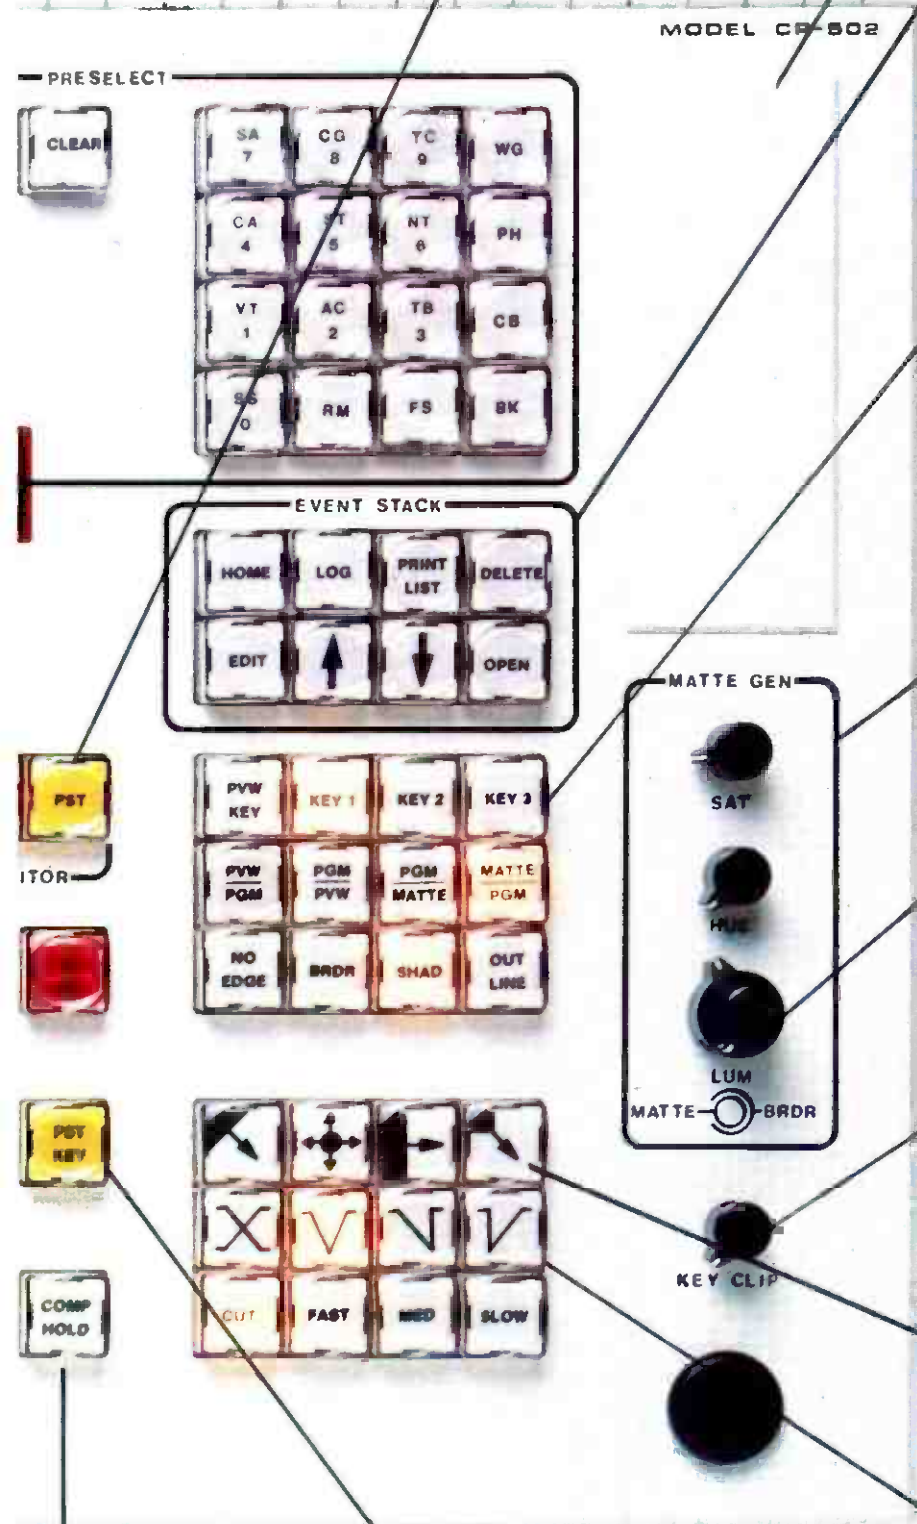 MODEL CR-502
PRESELECT
CLEAR
SA CG TC WG
7 8 9
CA ST NT PH
4 5 6
VT AC TB CB
1 2 3
SS RM FS BK
0
EVENT STACK
HOME LOG PRINT LIST DELETE
EDIT OPEN
MATTE GEN
SAT
HUE
LUM
MATTE BRDR
KEY CLIP
PST
ITOR
PVW KEY KEY 1 KEY 2 KEY 3
PVW PGM PGM PVW PGM MATTE MATTE PGM
NO EDGE BRDR SHAD OUT LINE
PST KEY
COMP HOLD
CUT FAST MED SLOW